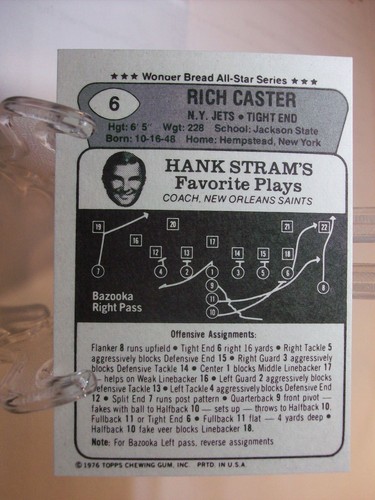 ★★★ Wonder Bread All-Star Series ★★★
6
RICH CASTER
N.Y. JETS • TIGHT END
Hgt: 6' 5" Wgt: 228 School: Jackson State
Born: 10-16-48 Home: Hempstead, New York
HANK STRAM'S
Favorite Plays
COACH, NEW ORLEANS SAINTS
19 20 21 22
16 17
12 13 14 15 18
7 4 2 1 3 5 6 8
9
11
10
Bazooka
Right Pass
Offensive Assignments:
Flanker 8 runs upfield • Tight End 6 right 16 yards • Right Tackle 5
aggressively blocks Defensive End 15 • Right Guard 3 aggressively
blocks Defensive Tackle 14 • Center 1 blocks Middle Linebacker 17
— helps on Weak Linebacker 16 • Left Guard 2 aggressively blocks
Defensive Tackle 13 • Left Tackle 4 aggressively blocks Defensive End
12 • Split End 7 runs post pattern • Quarterback 9 front pivot —
fakes with ball to Halfback 10 — sets up — throws to Halfback 10,
Fullback 11 or Tight End 6 • Fullback 11 flat — 4 yards deep •
Halfback 10 fake veer blocks Linebacker 18.
Note: For Bazooka Left pass, reverse assignments
© 1976 TOPPS CHEWING GUM, INC. PRTD. IN U.S.A.